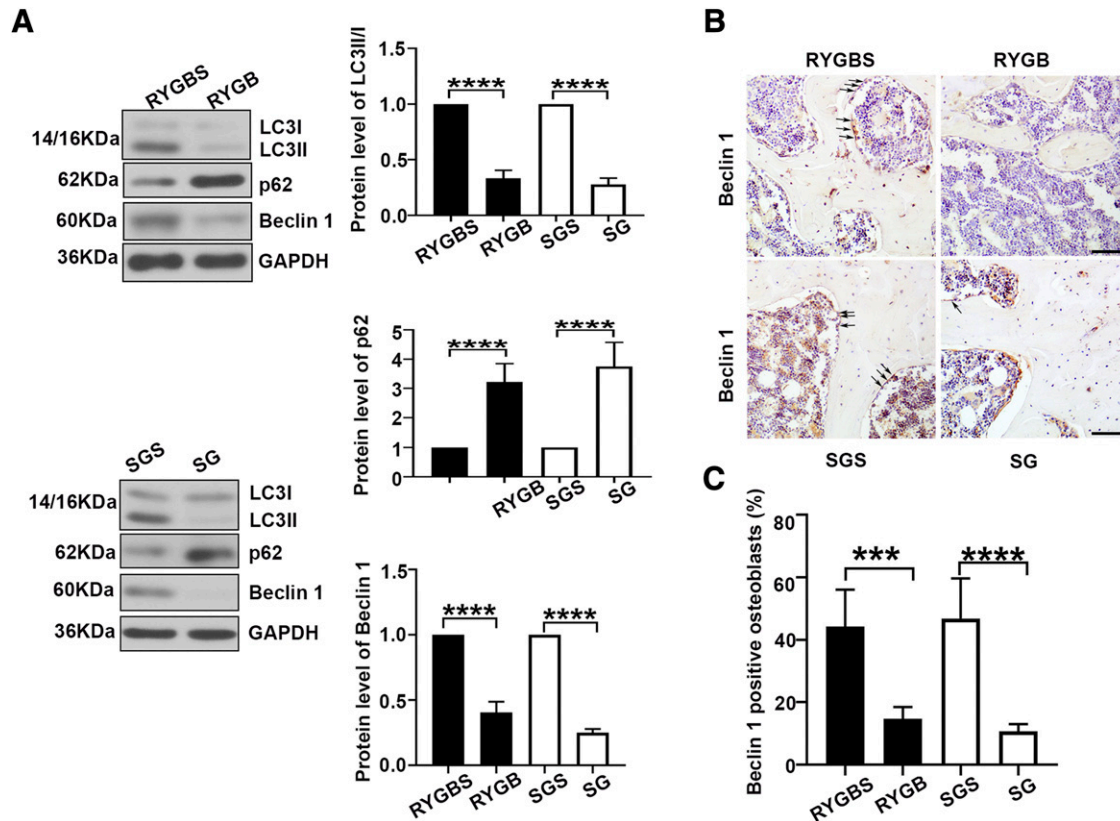 A
RYGBS RYGB
14/16KDa
LC3I
LC3II
62KDa
p62
60KDa
Beclin 1
36KDa
GAPDH
SGS SG
14/16KDa
LC3I
LC3II
62KDa
p62
60KDa
Beclin 1
36KDa
GAPDH
Protein level of LC3II/I
1.5
1.0
0.5
0.0
**** ****
RYGBS RYGB SGS SG
Protein level of p62
5
4
3
2
1
0
**** ****
RYGB SGS SG
Protein level of Beclin 1
1.5
1.0
0.5
0.0
**** ****
RYGBS RYGB SGS SG
B
RYGBS RYGB
Beclin 1
Beclin 1
SGS SG
C
Beclin 1 positive osteoblasts (%)
80
60
40
20
0
*** ****
RYGBS RYGB SGS SG